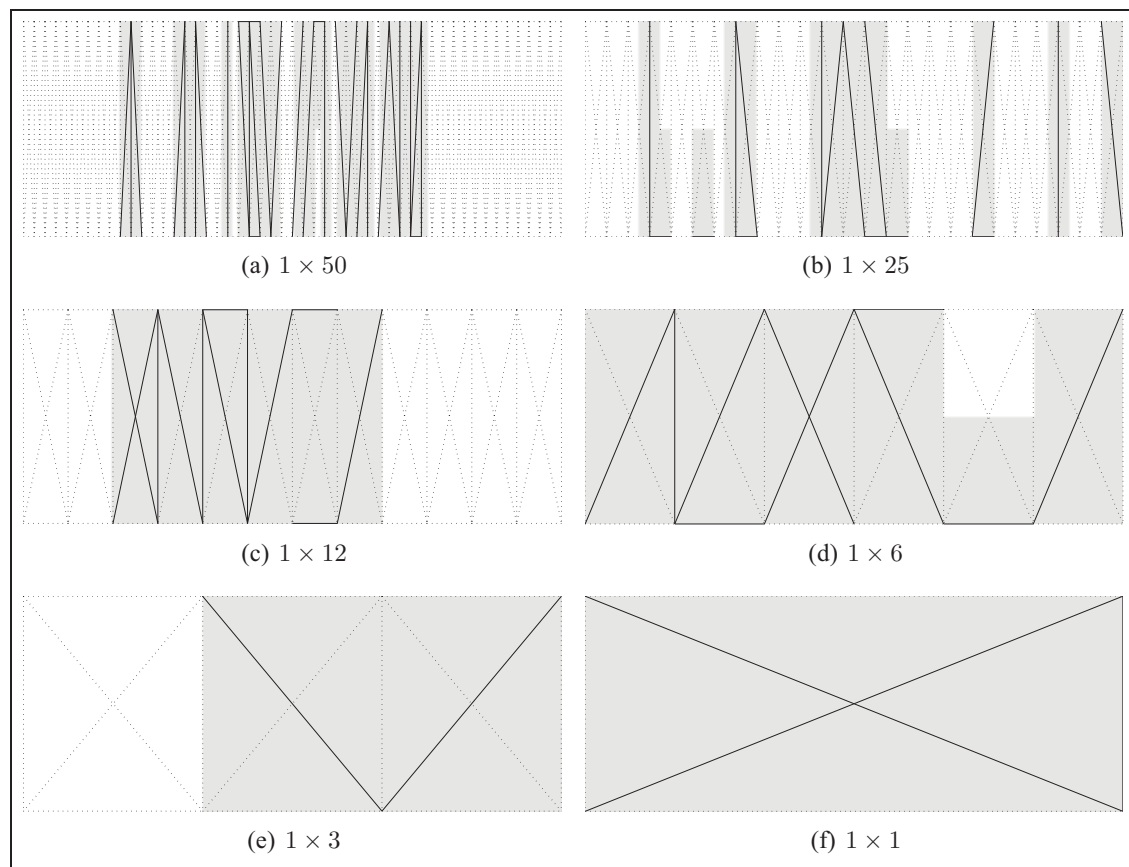 (a) 1 × 50
(b) 1 × 25
(c) 1 × 12
(d) 1 × 6
(e) 1 × 3
(f) 1 × 1